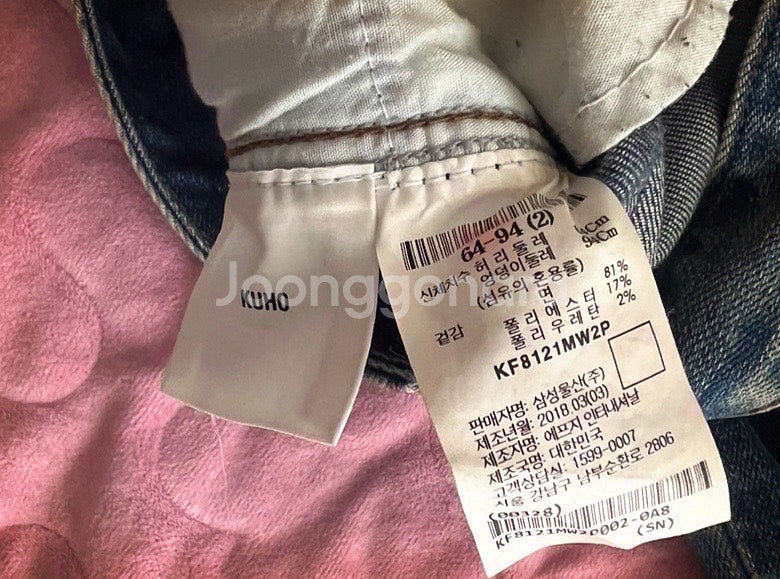 Joonggonara
KUHO
64-94 (2)
신체치수 허리둘레
엉덩이둘레 94Cm
(섬유의 혼용률)
겉감 면 81%
폴리에스터 17%
폴리우레탄 2%
KF8121MW2P
판매자명: 삼성물산(주)
제조년월: 2018.03(03)
제조자명: 에프지 인터내셔날
제조국명: 대한민국
고객상담실: 1599-0007
서울 강남구 남부순환로 2806
(00328)
KF8121MW2P002-0A8
(SN)